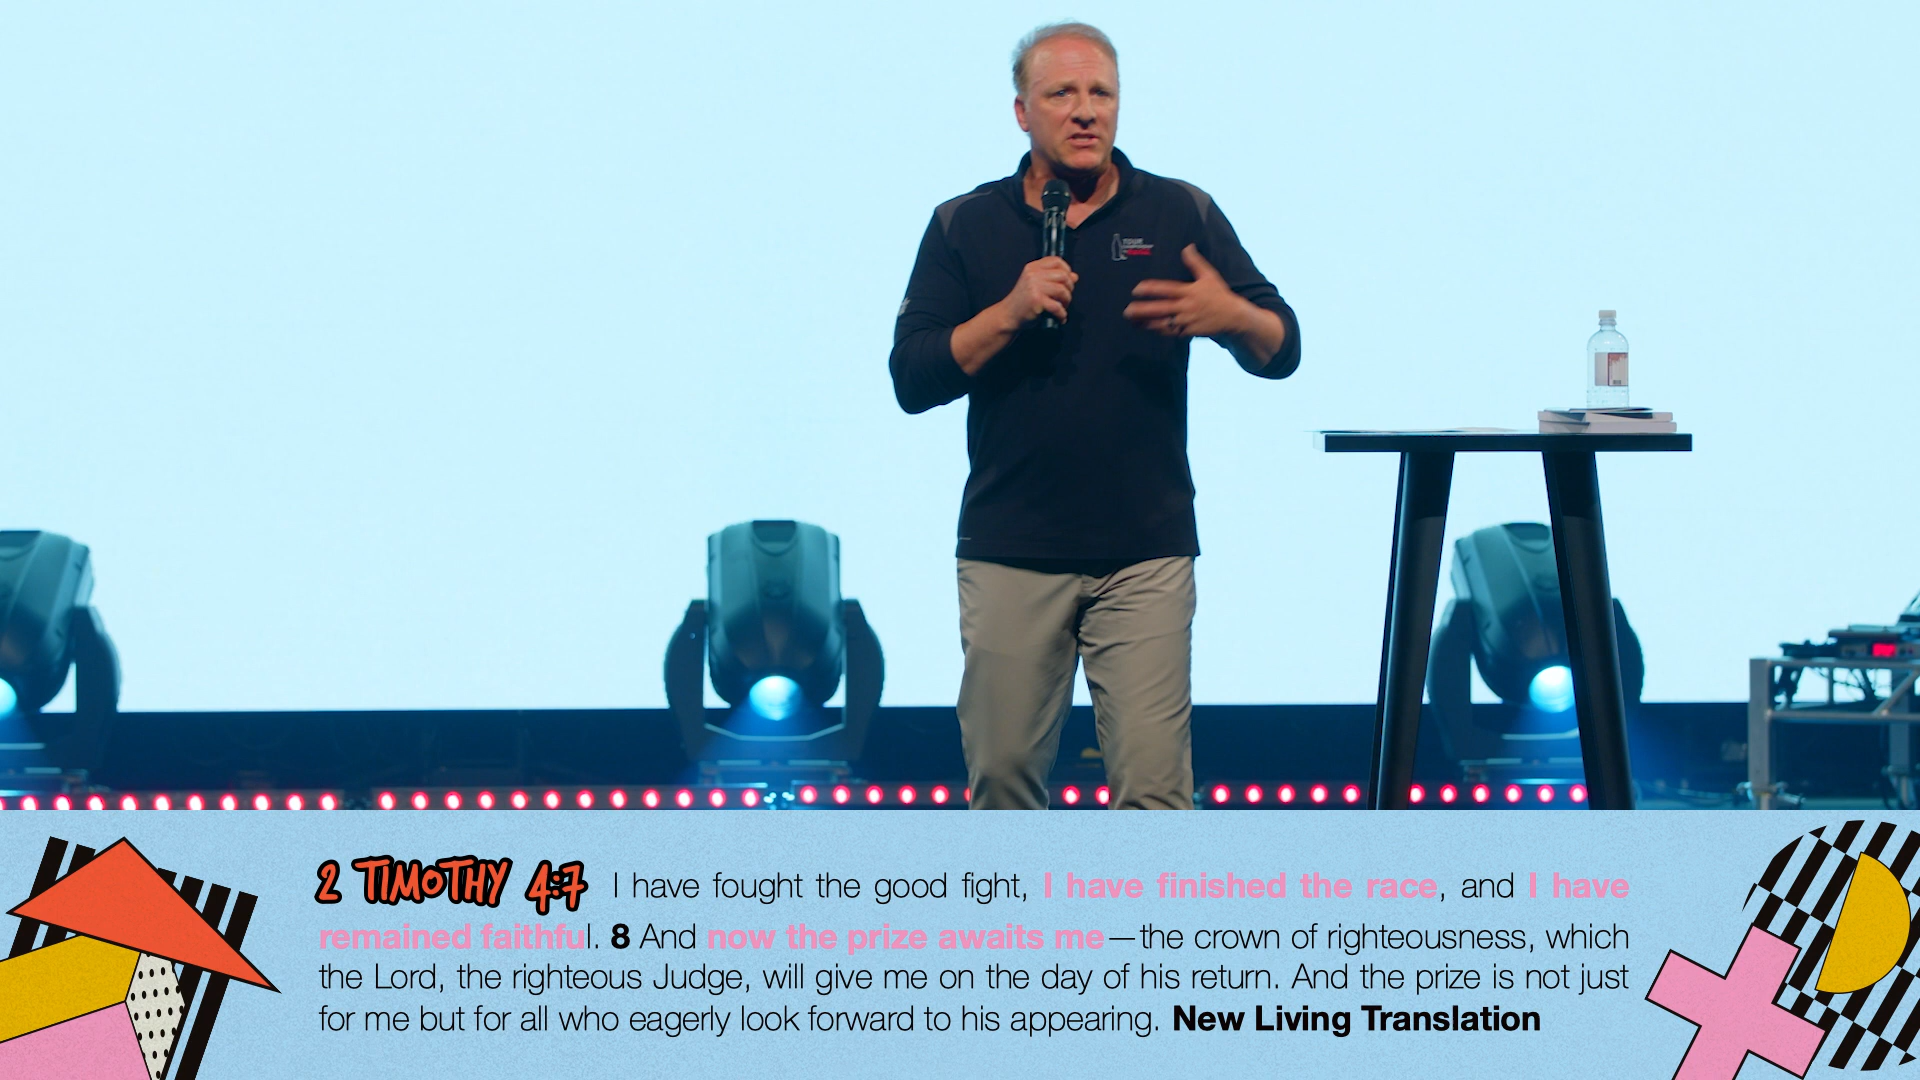 TOUR
2 TIMOTHY 4:7 I have fought the good fight, I have finished the race, and I have
remained faithful. 8 And now the prize awaits me—the crown of righteousness, which
the Lord, the righteous Judge, will give me on the day of his return. And the prize is not just
for me but for all who eagerly look forward to his appearing. New Living Translation